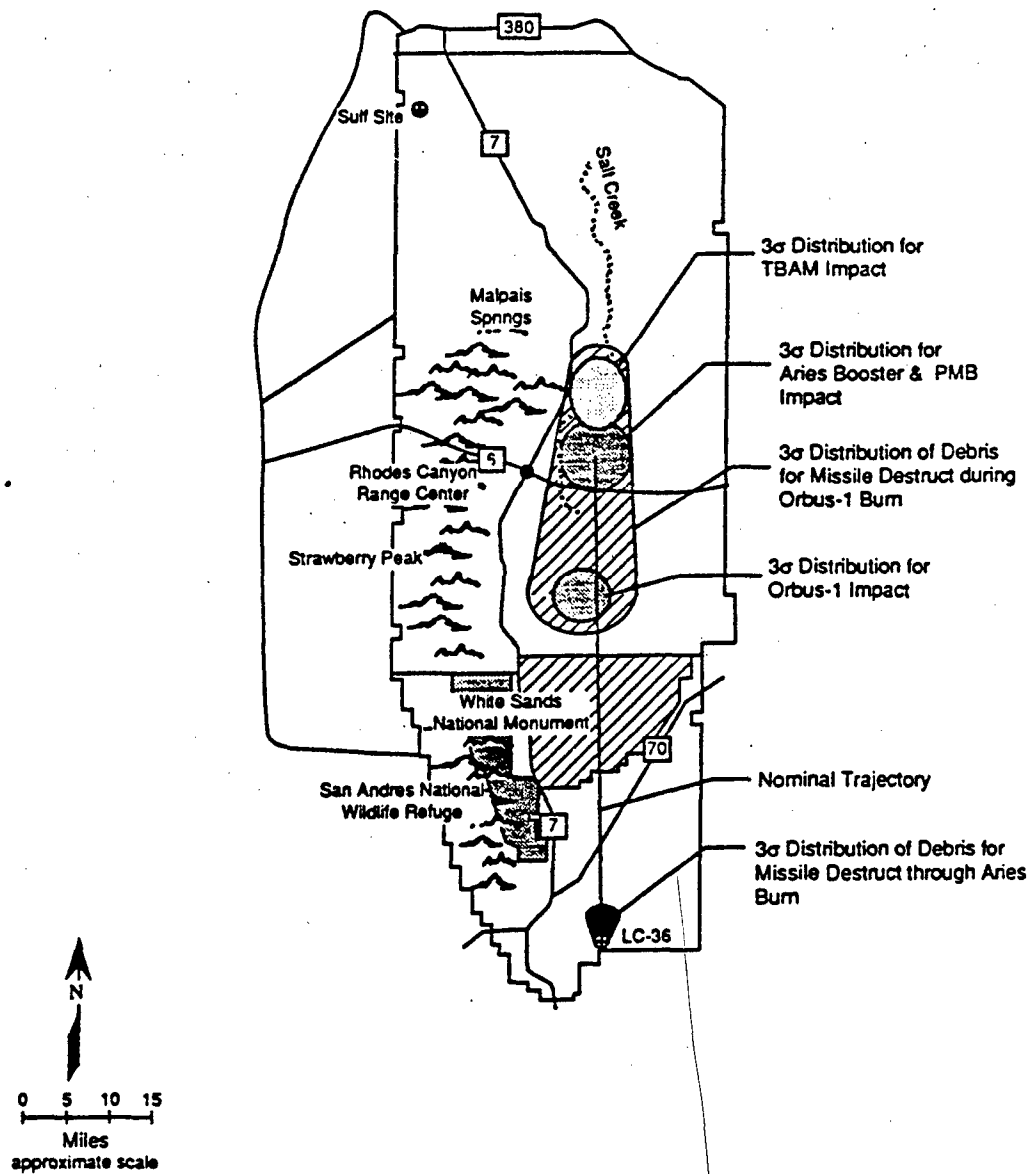 380
Sulf Site
7
Salt Creek
3σ Distribution for
TBAM Impact
Malpais
Springs
3σ Distribution for
Aries Booster & PMB
Impact
5
Rhodes Canyon
Range Center
3σ Distribution of Debris
for Missile Destruct during
Orbus-1 Burn
Strawberry Peak
3σ Distribution for
Orbus-1 Impact
White Sands
National Monument
70
San Andres National
Wildlife Refuge
Nominal Trajectory
7
3σ Distribution of Debris for
Missile Destruct through Aries
Burn
LC-36
N
0 5 10 15
Miles
approximate scale